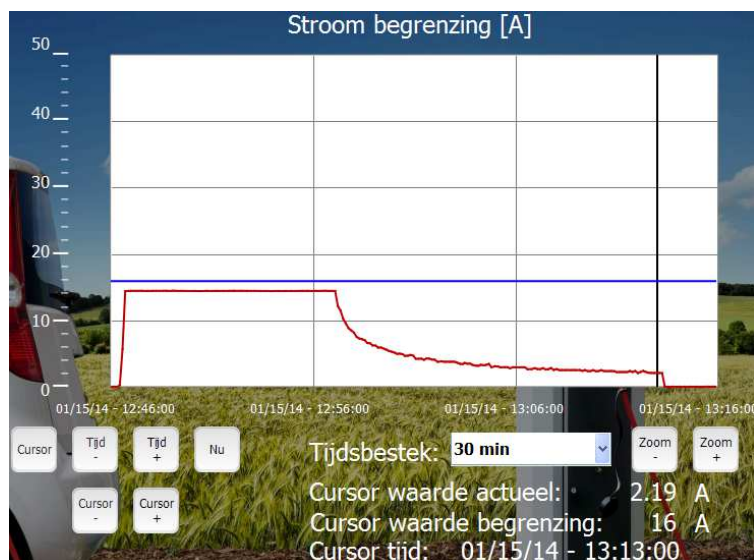 Stroom begrenzing [A]
50
40
30
20
10
0
01/15/14 - 12:46:00 01/15/14 - 12:56:00 01/15/14 - 13:06:00 01/15/14 - 13:16:00
Cursor Tijd - Tijd + Nu Tijdsbestek: 30 min Zoom - Zoom +
Cursor - Cursor + Cursor waarde actueel: 2.19 A
Cursor waarde begrenzing: 16 A
Cursor tijd: 01/15/14 - 13:13:00